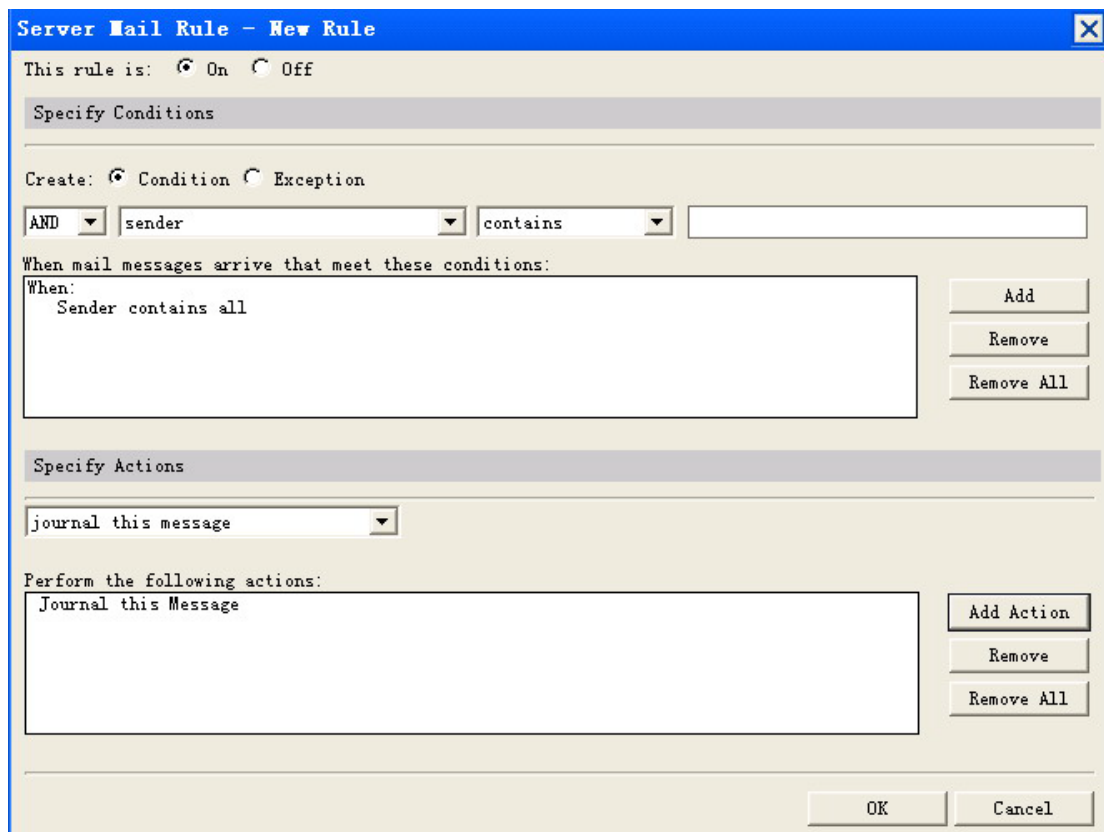 Server Mail Rule - New Rule
This rule is: On Off
Specify Conditions
Create: Condition Exception
AND sender contains
When mail messages arrive that meet these conditions:
When:
Sender contains all
Add
Remove
Remove All
Specify Actions
journal this message
Perform the following actions:
Journal this Message
Add Action
Remove
Remove All
OK Cancel